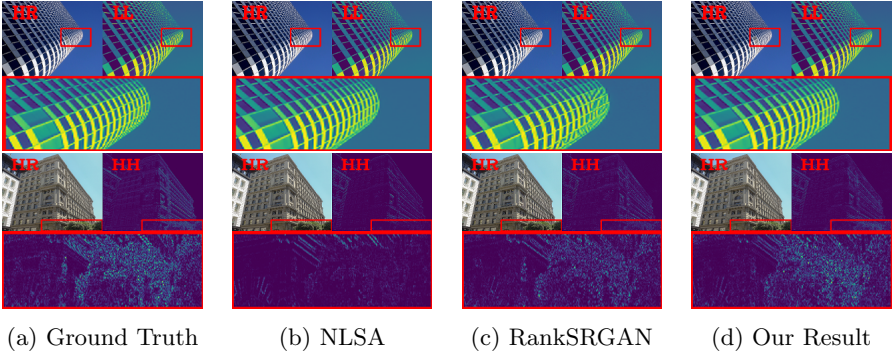 HR LL HR LL HR LL HR LL
HR HH HR HH HR HH HR HH
(a) Ground Truth (b) NLSA (c) RankSRGAN (d) Our Result